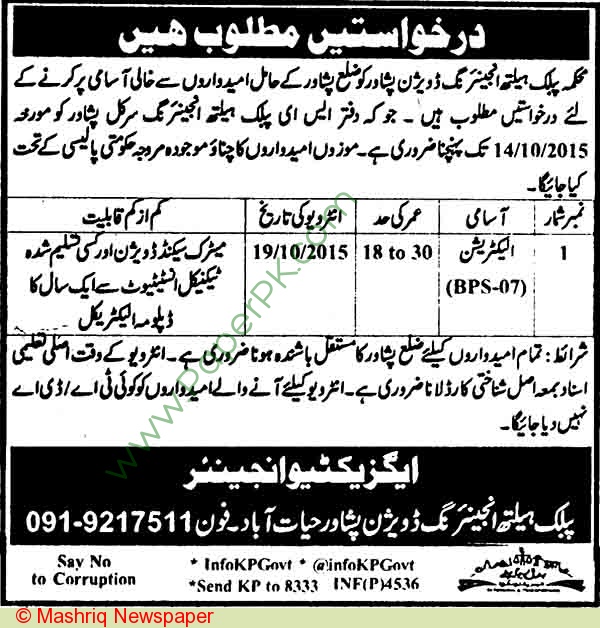 درخواستیں مطلوب ہیں
محکمہ پبلک ہیلتھ انجینئرنگ ڈویژن پشاور کو ضلع پشاور کے حامل امیدواروں سے خالی آسامی پر کرنے کے
لئے درخواستیں مطلوب ہیں ۔ جو کہ دفتر ایس ای پبلک ہیلتھ انجینئرنگ سرکل پشاور کو مورخہ
14/10/2015 تک پہنچنا ضروری ہے۔ موزوں امیدواروں کا چناؤ موجودہ مروجہ حکومتی پالیسی کے تحت
کیا جائیگا۔
نمبر شمار آسامی عمر کی حد انٹرویو کی تاریخ کم از کم قابلیت
1 الیکٹریشن 18 to 30 19/10/2015 میٹرک سیکنڈ ڈویژن اور کسی تسلیم شدہ
(BPS-07) ٹیکنیکل انسٹیٹیوٹ سے ایک سال کا
ڈپلومہ الیکٹریکل
شرائط : تمام امیدواروں کیلئے ضلع پشاور کا مستقل باشندہ ہونا ضروری ہے۔ انٹرویو کے وقت اصلی تعلیمی
اسناد بمعہ اصل شناختی کارڈ لانا ضروری ہے۔ انٹرویو کیلئے آنے والے امیدواروں کو کوئی ٹی اے / ڈی اے
نہیں دیا جائیگا۔
ایگزیکٹیو انجینئر
پبلک ہیلتھ انجینئرنگ ڈویژن پشاور حیات آباد۔ فون 091-9217511
Say No
to Corruption
* InfoKPGovt * @infoKPGovt
*Send KP to 8333 INF(P)4536
www.PaperPK.com
© Mashriq Newspaper